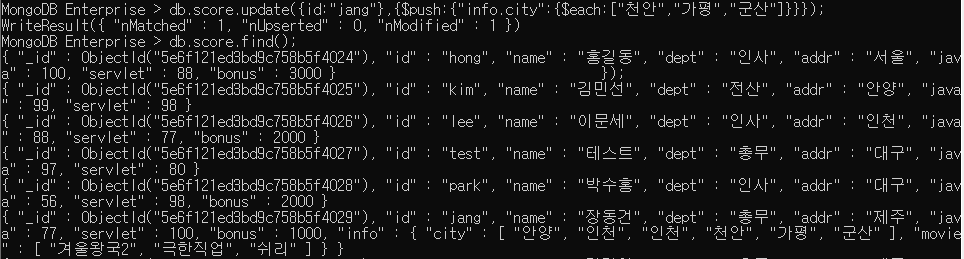 MongoDB Enterprise > db.score.update({id:"jang"},{$push:{"info.city":{$each:["천안","가평","군산"]}}});
WriteResult({ "nMatched" : 1, "nUpserted" : 0, "nModified" : 1 })
MongoDB Enterprise > db.score.find();
{ "_id" : ObjectId("5e6f121ed3bd9c758b5f4024"), "id" : "hong", "name" : "홍길동", "dept" : "인사", "addr" : "서울", "jav
a" : 100, "servlet" : 88, "bonus" : 3000 } });
{ "_id" : ObjectId("5e6f121ed3bd9c758b5f4025"), "id" : "kim", "name" : "김민선", "dept" : "전산", "addr" : "안양", "java
" : 99, "servlet" : 98 }
{ "_id" : ObjectId("5e6f121ed3bd9c758b5f4026"), "id" : "lee", "name" : "이문세", "dept" : "인사", "addr" : "인천", "java
" : 88, "servlet" : 77, "bonus" : 2000 }
{ "_id" : ObjectId("5e6f121ed3bd9c758b5f4027"), "id" : "test", "name" : "테스트", "dept" : "총무", "addr" : "대구", "jav
a" : 97, "servlet" : 80 }
{ "_id" : ObjectId("5e6f121ed3bd9c758b5f4028"), "id" : "park", "name" : "박수홍", "dept" : "인사", "addr" : "대구", "jav
a" : 56, "servlet" : 98, "bonus" : 2000 }
{ "_id" : ObjectId("5e6f121ed3bd9c758b5f4029"), "id" : "jang", "name" : "장동건", "dept" : "총무", "addr" : "제주", "jav
a" : 77, "servlet" : 100, "bonus" : 1000, "info" : { "city" : [ "안양", "인천", "인천", "천안", "가평", "군산" ], "movie
" : [ "겨울왕국2", "극한직업", "쉬리" ] } }